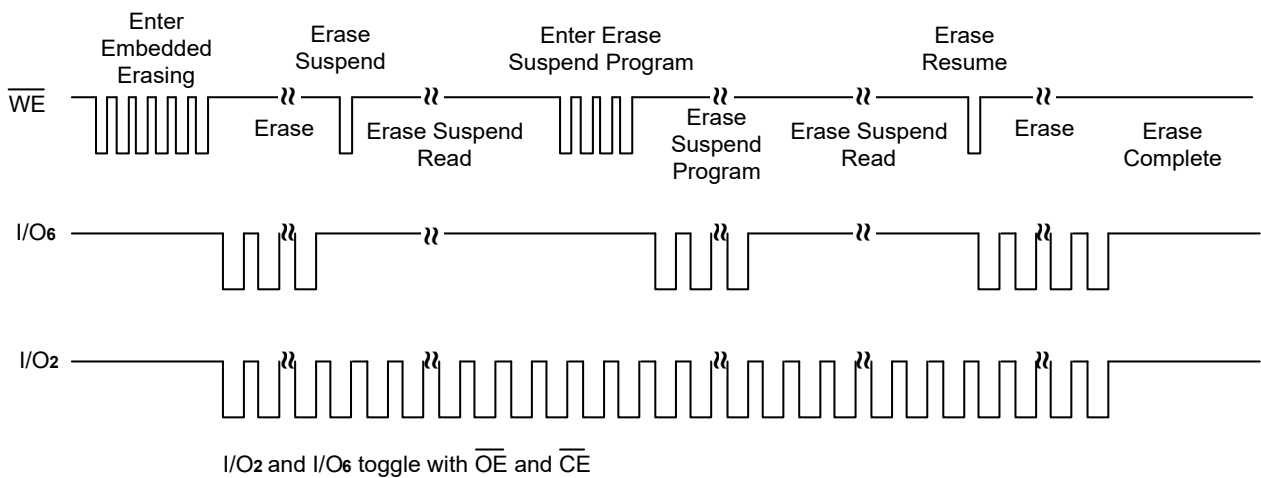 Enter
Embedded
Erasing
Erase
Suspend
Enter Erase
Suspend Program
Erase
Resume
WE
Erase
Erase Suspend
Read
Erase
Suspend
Program
Erase Suspend
Read
Erase
Erase
Complete
I/O6
I/O2
I/O2 and I/O6 toggle with OE and CE